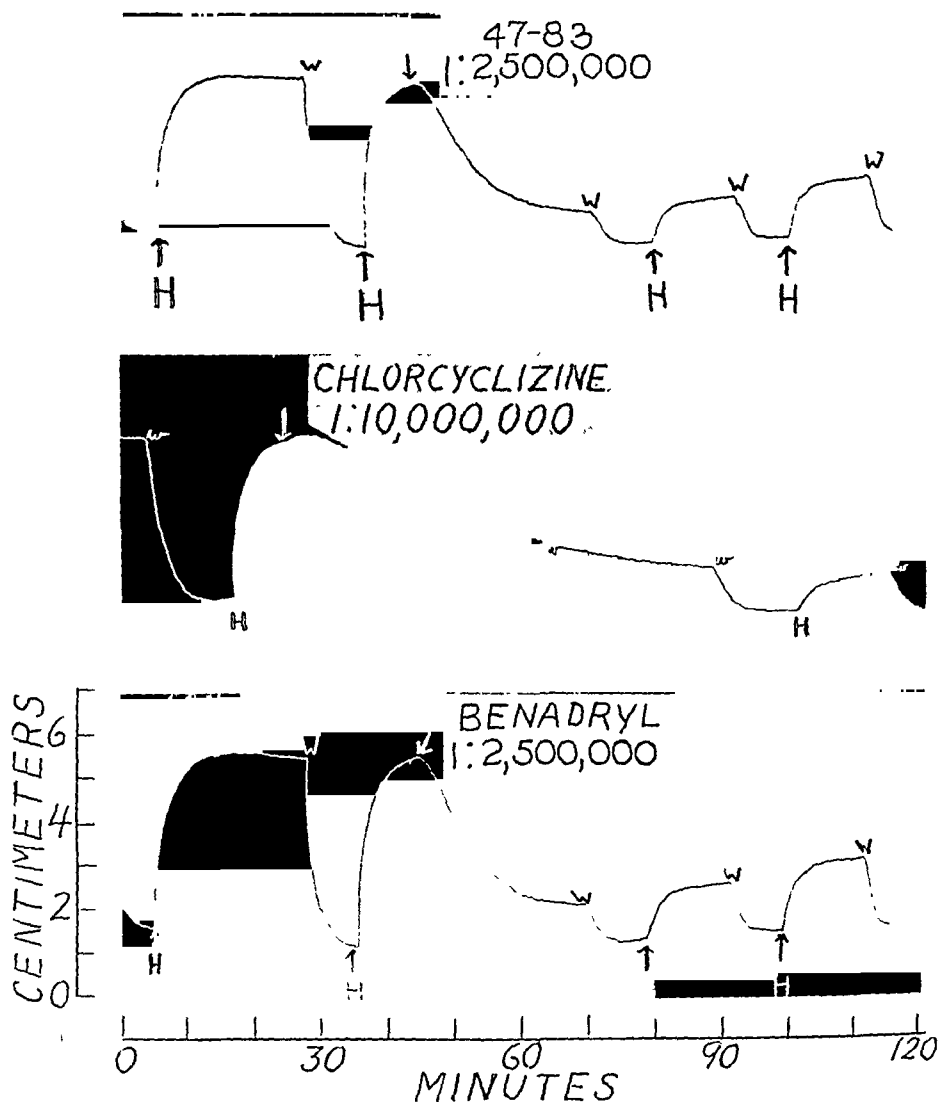 47-83
1:2,500,000
W
W W W
H H H H
CHLORCYCLIZINE
1:10,000,000
w w w
H H
BENADRYL
1:2,500,000
W W W W
H H H
CENTIMETERS
6
4
2
0
0 30 60 90 120
MINUTES